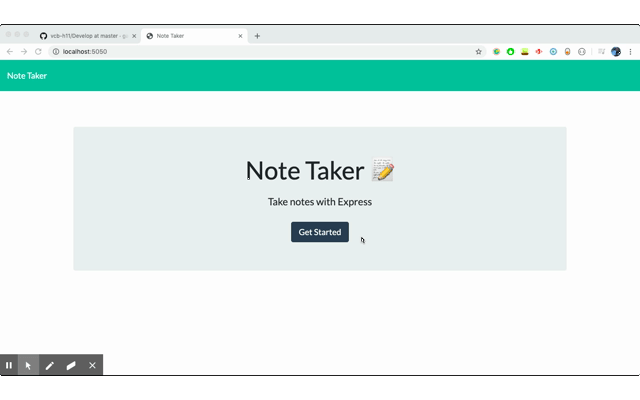 vcb-h11/Develop at master · gi
Note Taker
localhost:5050
Note Taker
Note Taker
Take notes with Express
Get Started